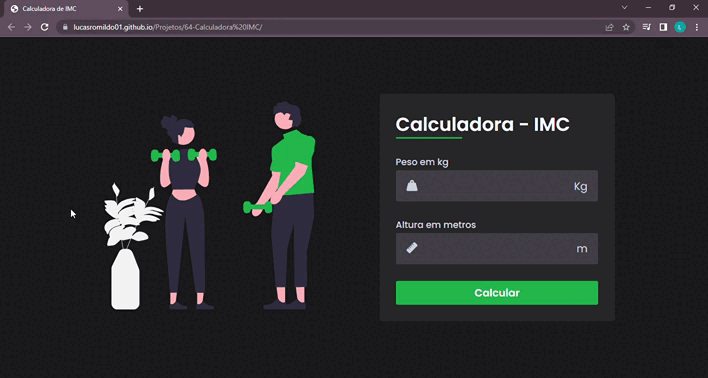 Calculadora de IMC
lucasromildo01.github.io/Projetos/64-Calculadora%20IMC/
L
Calculadora - IMC
Peso em kg
Kg
Altura em metros
m
Calcular